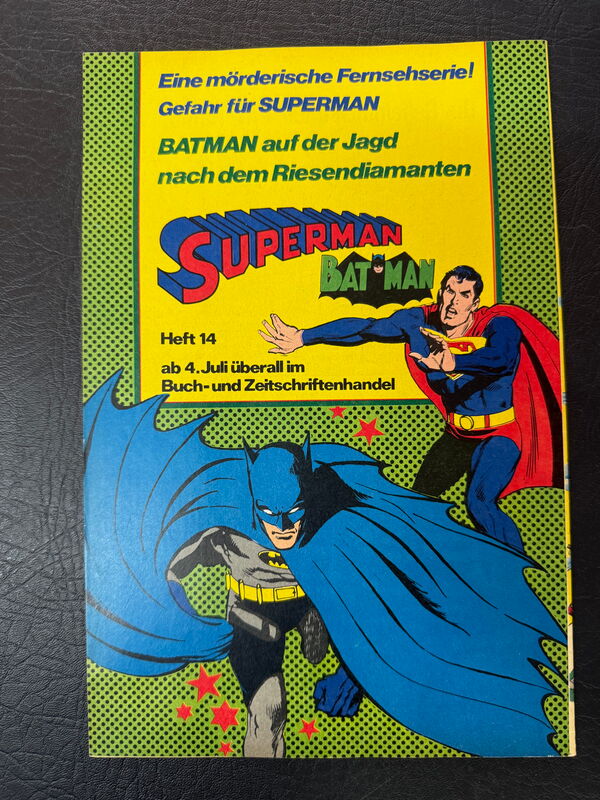 Eine mörderische Fernsehserie!
Gefahr für SUPERMAN
BATMAN auf der Jagd
nach dem Riesendiamanten
SUPERMAN
BATMAN
Heft 14
ab 4. Juli überall im
Buch- und Zeitschriftenhandel